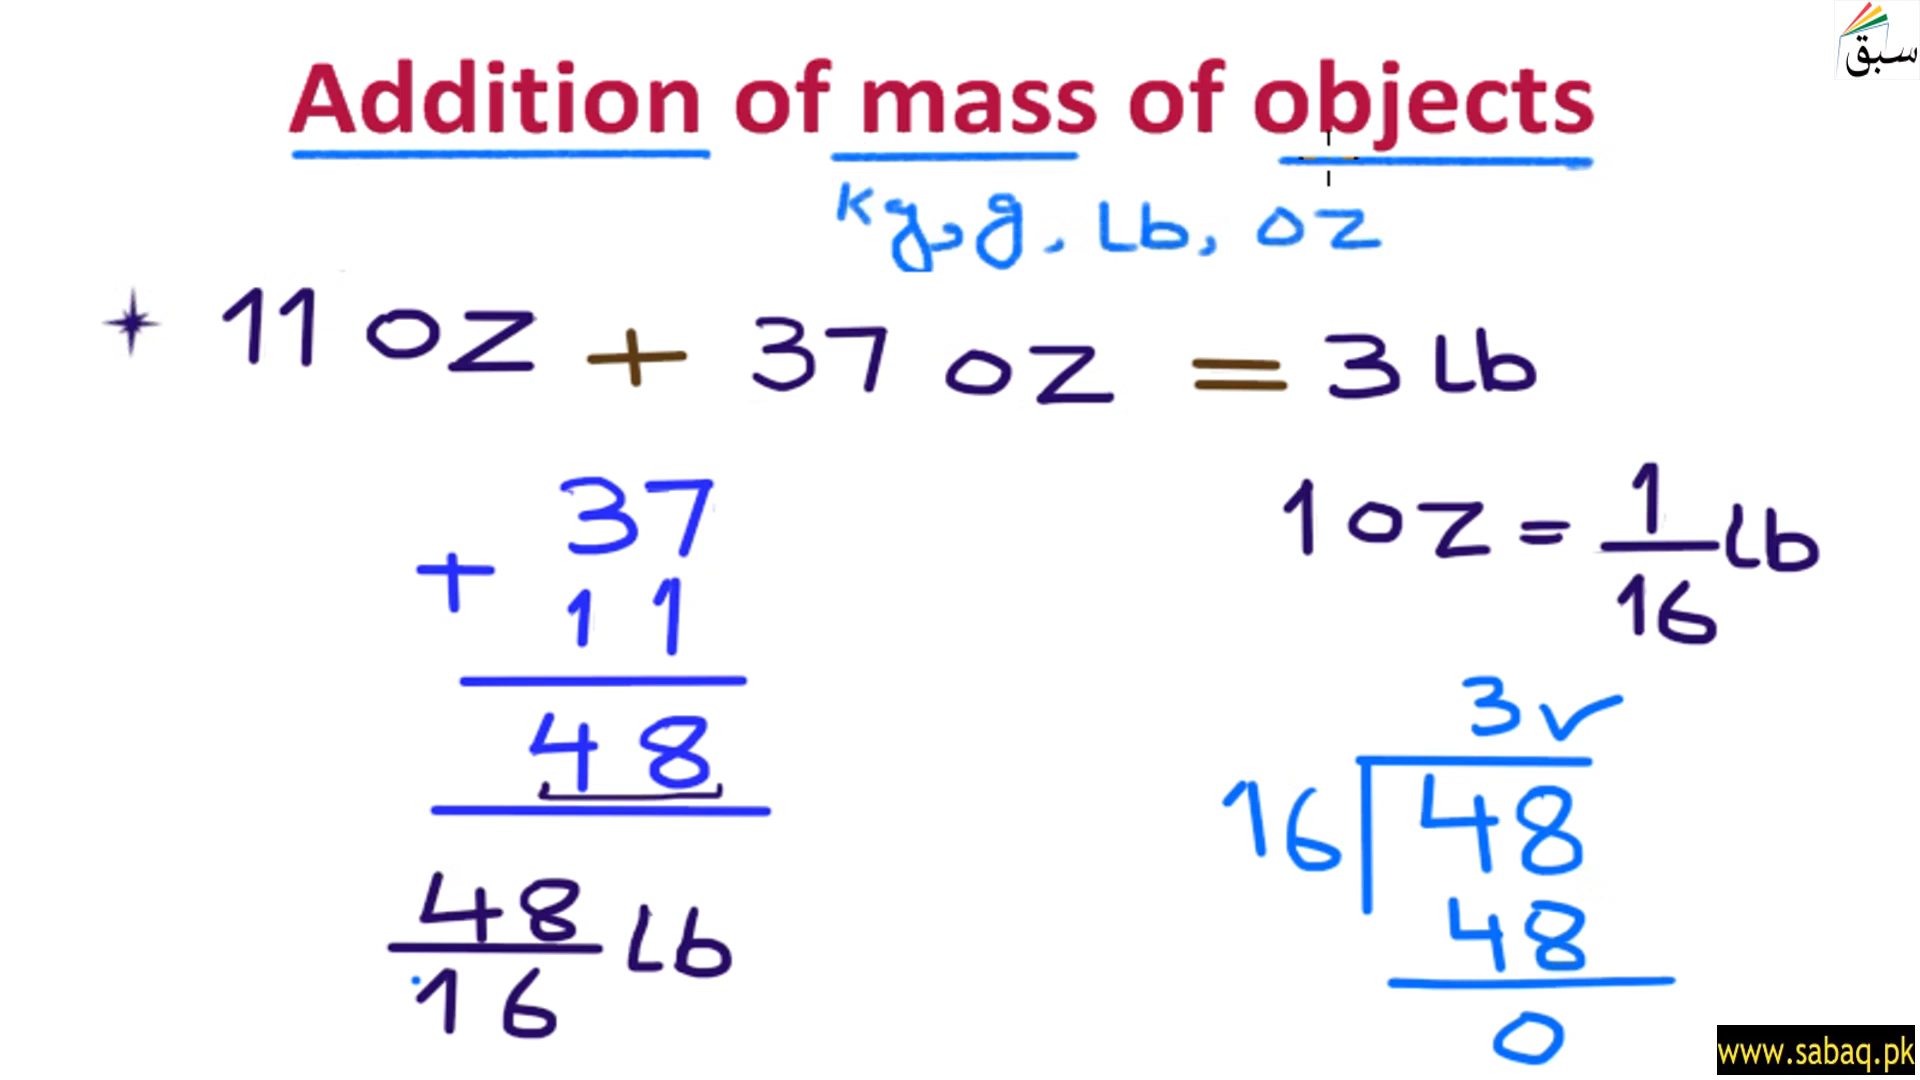 سبق
Addition of mass of objects
Kg, g, Lb, oz
11 oz + 37 oz = 3 Lb
37
+ 11
48
48/16 Lb
1 oz = 1/16 Lb
3 ✓
16 48
48
0
www.sabaq.pk